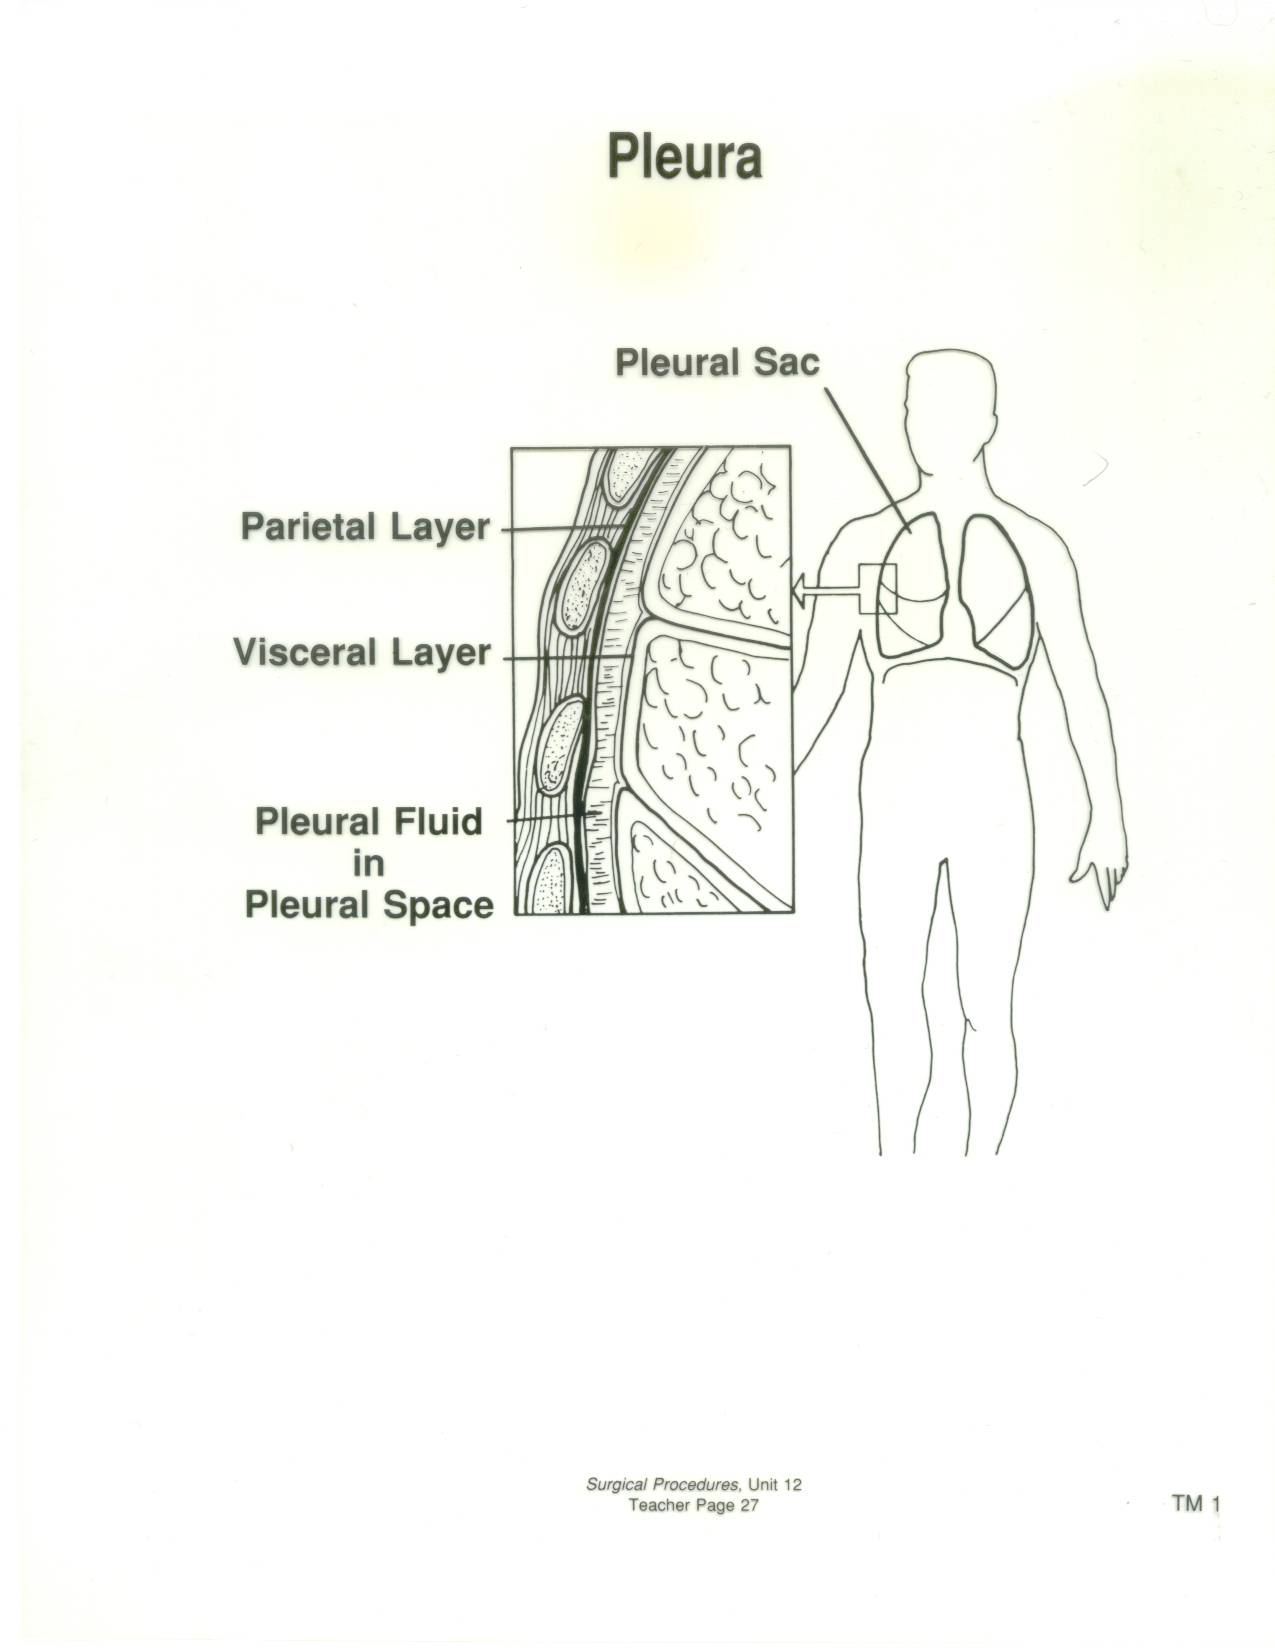 Pleura
Pleural Sac
Parietal Layer
Visceral Layer
Pleural Fluid
in
Pleural Space
Surgical Procedures, Unit 12
Teacher Page 27
TM 1